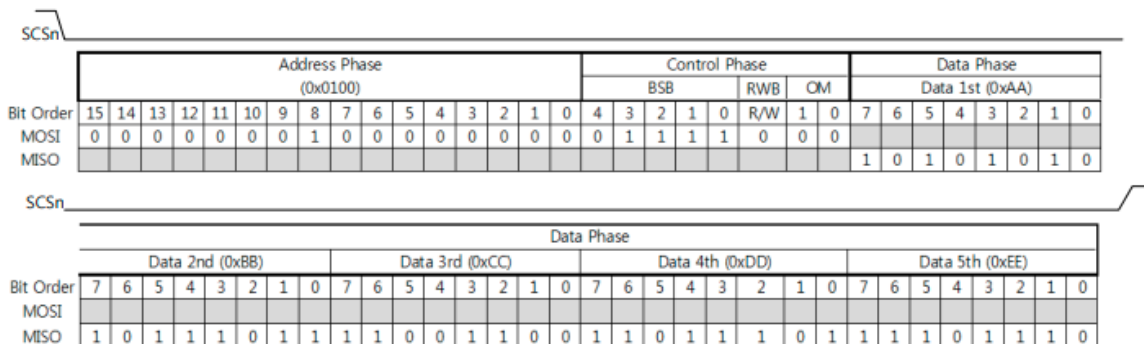 SCSn
Address Phase Control Phase Data Phase
(0x0100) BSB RWB OM Data 1st (0xAA)
Bit Order 15 14 13 12 11 10 9 8 7 6 5 4 3 2 1 0 4 3 2 1 0 R/W 1 0 7 6 5 4 3 2 1 0
MOSI 0 0 0 0 0 0 0 1 0 0 0 0 0 0 0 0 0 1 1 1 1 0 0 0
MISO 1 0 1 0 1 0 1 0
SCSn
Data Phase
Data 2nd (0xBB) Data 3rd (0xCC) Data 4th (0xDD) Data 5th (0xEE)
Bit Order 7 6 5 4 3 2 1 0 7 6 5 4 3 2 1 0 7 6 5 4 3 2 1 0 7 6 5 4 3 2 1 0
MOSI
MISO 1 0 1 1 1 0 1 1 1 1 0 0 1 1 0 0 1 1 0 1 1 1 0 1 1 1 1 0 1 1 1 0